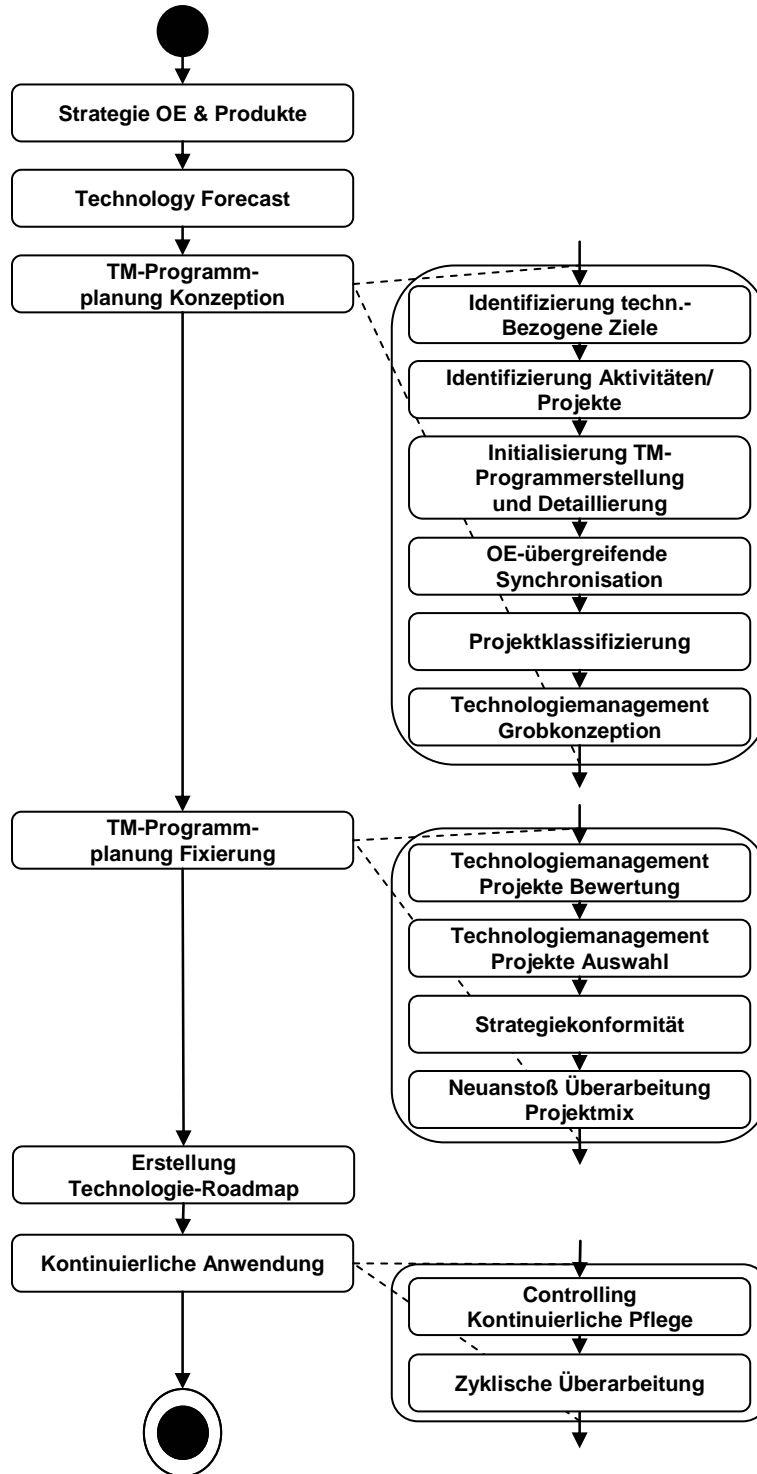 Strategie OE & Produkte
Technology Forecast
TM-Programm-
planung Konzeption
Identifizierung techn.-
Bezogene Ziele
Identifizierung Aktivitäten/
Projekte
Initialisierung TM-
Programmerstellung
und Detaillierung
OE-übergreifende
Synchronisation
Projektklassifizierung
Technologiemanagement
Grobkonzeption
TM-Programm-
planung Fixierung
Technologiemanagement
Projekte Bewertung
Technologiemanagement
Projekte Auswahl
Strategiekonformität
Neuanstoß Überarbeitung
Projektmix
Erstellung
Technologie-Roadmap
Kontinuierliche Anwendung
Controlling
Kontinuierliche Pflege
Zyklische Überarbeitung